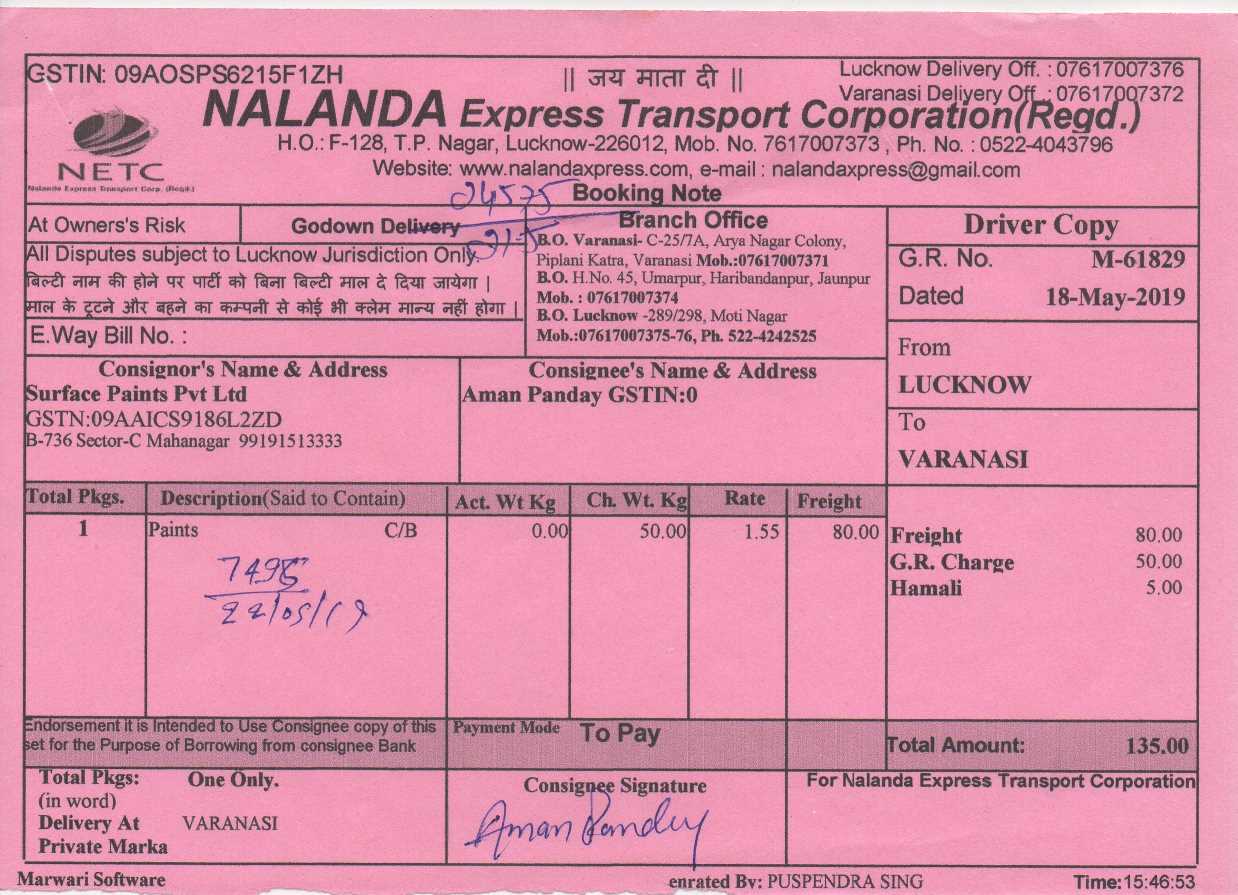 GSTIN: 09AOSPS6215F1ZH
|| जय माता दी ||
Lucknow Delivery Off. : 07617007376
Varanasi Delivery Off. : 07617007372
NALANDA Express Transport Corporation(Regd.)
H.O.: F-128, T.P. Nagar, Lucknow-226012, Mob. No. 7617007373 , Ph. No. : 0522-4043796
Website: www.nalandaxpress.com, e-mail : nalandaxpress@gmail.com
NETC
Nalanda Express Transport Corp. (Regd.)
24575
Booking Note
At Owners's Risk
Godown Delivery
All Disputes subject to Lucknow Jurisdiction Only.
बिल्टी नाम की होने पर पार्टी को बिना बिल्टी माल दे दिया जायेगा |
माल के टूटने और बहने का कम्पनी से कोई भी क्लेम मान्य नहीं होगा |
E.Way Bill No. :
Branch Office
B.O. Varanasi- C-25/7A, Arya Nagar Colony,
Piplani Katra, Varanasi Mob.:07617007371
B.O. H.No. 45, Umarpur, Haribandanpur, Jaunpur
Mob. : 07617007374
B.O. Lucknow -289/298, Moti Nagar
Mob.:07617007375-76, Ph. 522-4242525
Driver Copy
G.R. No. M-61829
Dated 18-May-2019
From
LUCKNOW
To
VARANASI
Consignor's Name & Address
Surface Paints Pvt Ltd
GSTN:09AAICS9186L2ZD
B-736 Sector-C Mahanagar 99191513333
Consignee's Name & Address
Aman Panday GSTIN:0
Total Pkgs. Description(Said to Contain) Act. Wt Kg Ch. Wt. Kg Rate Freight
1 Paints C/B 0.00 50.00 1.55 80.00
7495
22/05/19
Freight 80.00
G.R. Charge 50.00
Hamali 5.00
Endorsement it is Intended to Use Consignee copy of this
set for the Purpose of Borrowing from consignee Bank
Payment Mode To Pay
Total Amount: 135.00
Total Pkgs: One Only.
(in word)
Delivery At VARANASI
Private Marka
Consignee Signature
Aman Pandey
For Nalanda Express Transport Corporation
Marwari Software
enrated By: PUSPENDRA SING
Time:15:46:53